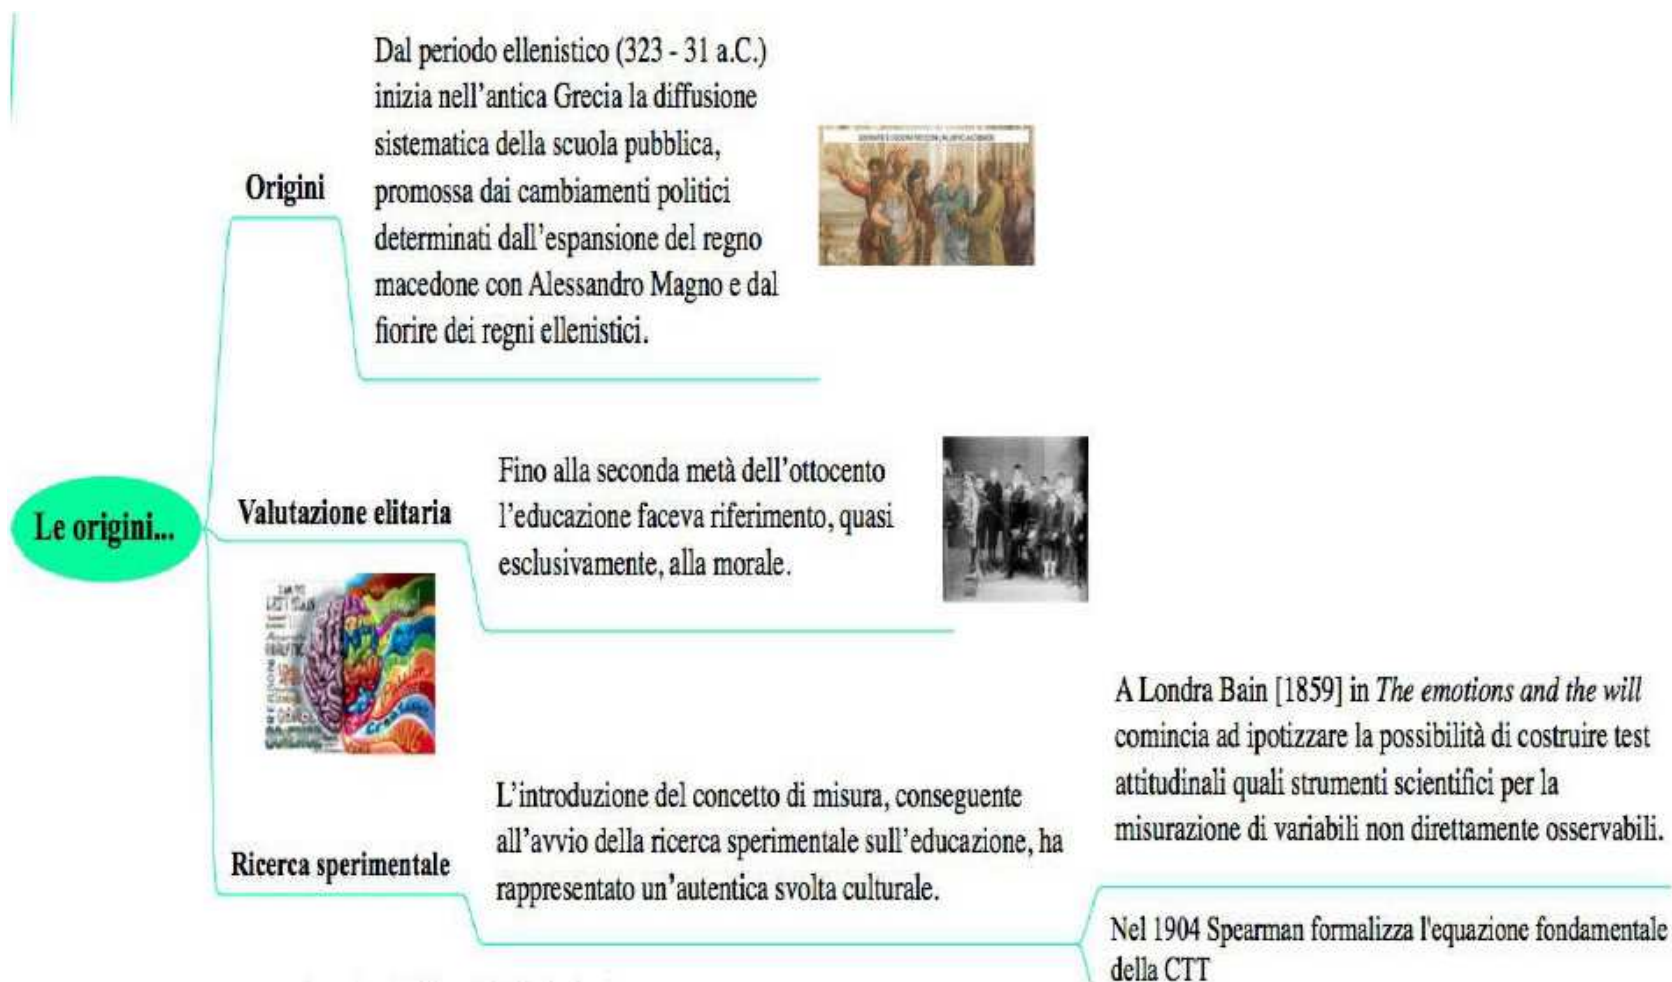 Dal periodo ellenistico (323 - 31 a.C.)
inizia nell'antica Grecia la diffusione
sistematica della scuola pubblica,
promossa dai cambiamenti politici
determinati dall'espansione del regno
macedone con Alessandro Magno e dal
fiorire dei regni ellenistici.
Origini
Fino alla seconda metà dell'ottocento
l'educazione faceva riferimento, quasi
esclusivamente, alla morale.
Valutazione elitaria
Le origini...
A Londra Bain [1859] in The emotions and the will
comincia ad ipotizzare la possibilità di costruire test
attitudinali quali strumenti scientifici per la
misurazione di variabili non direttamente osservabili.
L'introduzione del concetto di misura, conseguente
all'avvio della ricerca sperimentale sull'educazione, ha
rappresentato un'autentica svolta culturale.
Ricerca sperimentale
Nel 1904 Spearman formalizza l'equazione fondamentale
della CTT